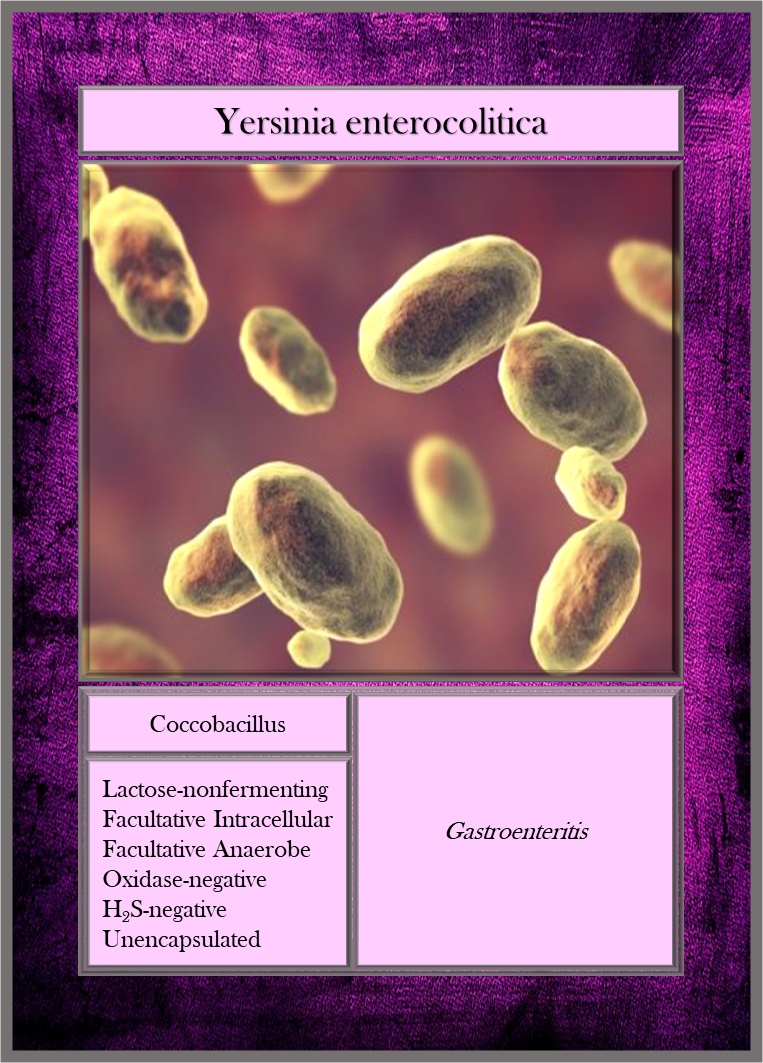 Yersinia enterocolitica
Coccobacillus
Lactose-nonfermenting
Facultative Intracellular
Facultative Anaerobe
Oxidase-negative
H₂S-negative
Unencapsulated
Gastroenteritis